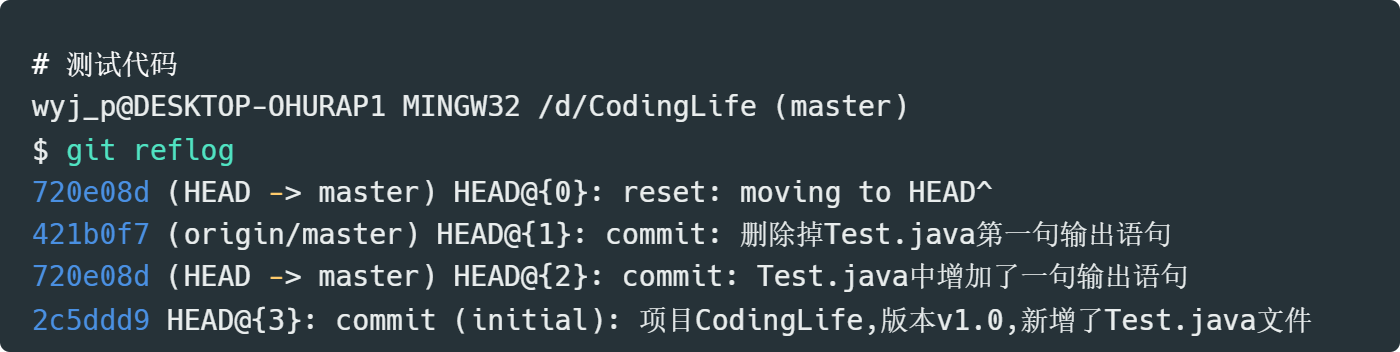 # 测试代码
wyj_p@DESKTOP-OHURAP1 MINGW32 /d/CodingLife (master)
$ git reflog
720e08d (HEAD -> master) HEAD@{0}: reset: moving to HEAD^
421b0f7 (origin/master) HEAD@{1}: commit: 删除掉Test.java第一句输出语句
720e08d (HEAD -> master) HEAD@{2}: commit: Test.java中增加了一句输出语句
2c5ddd9 HEAD@{3}: commit (initial): 项目CodingLife,版本v1.0,新增了Test.java文件